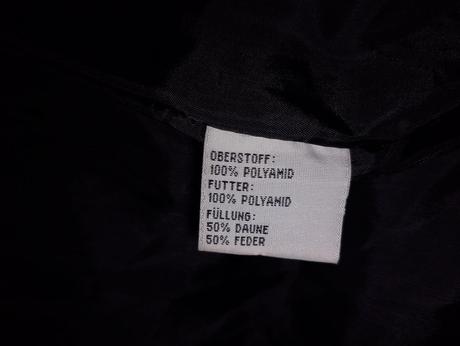 OBERSTOFF:
100% POLYAMID
FUTTER:
100% POLYAMID
FÜLLUNG:
50% DAUNE
50% FEDER